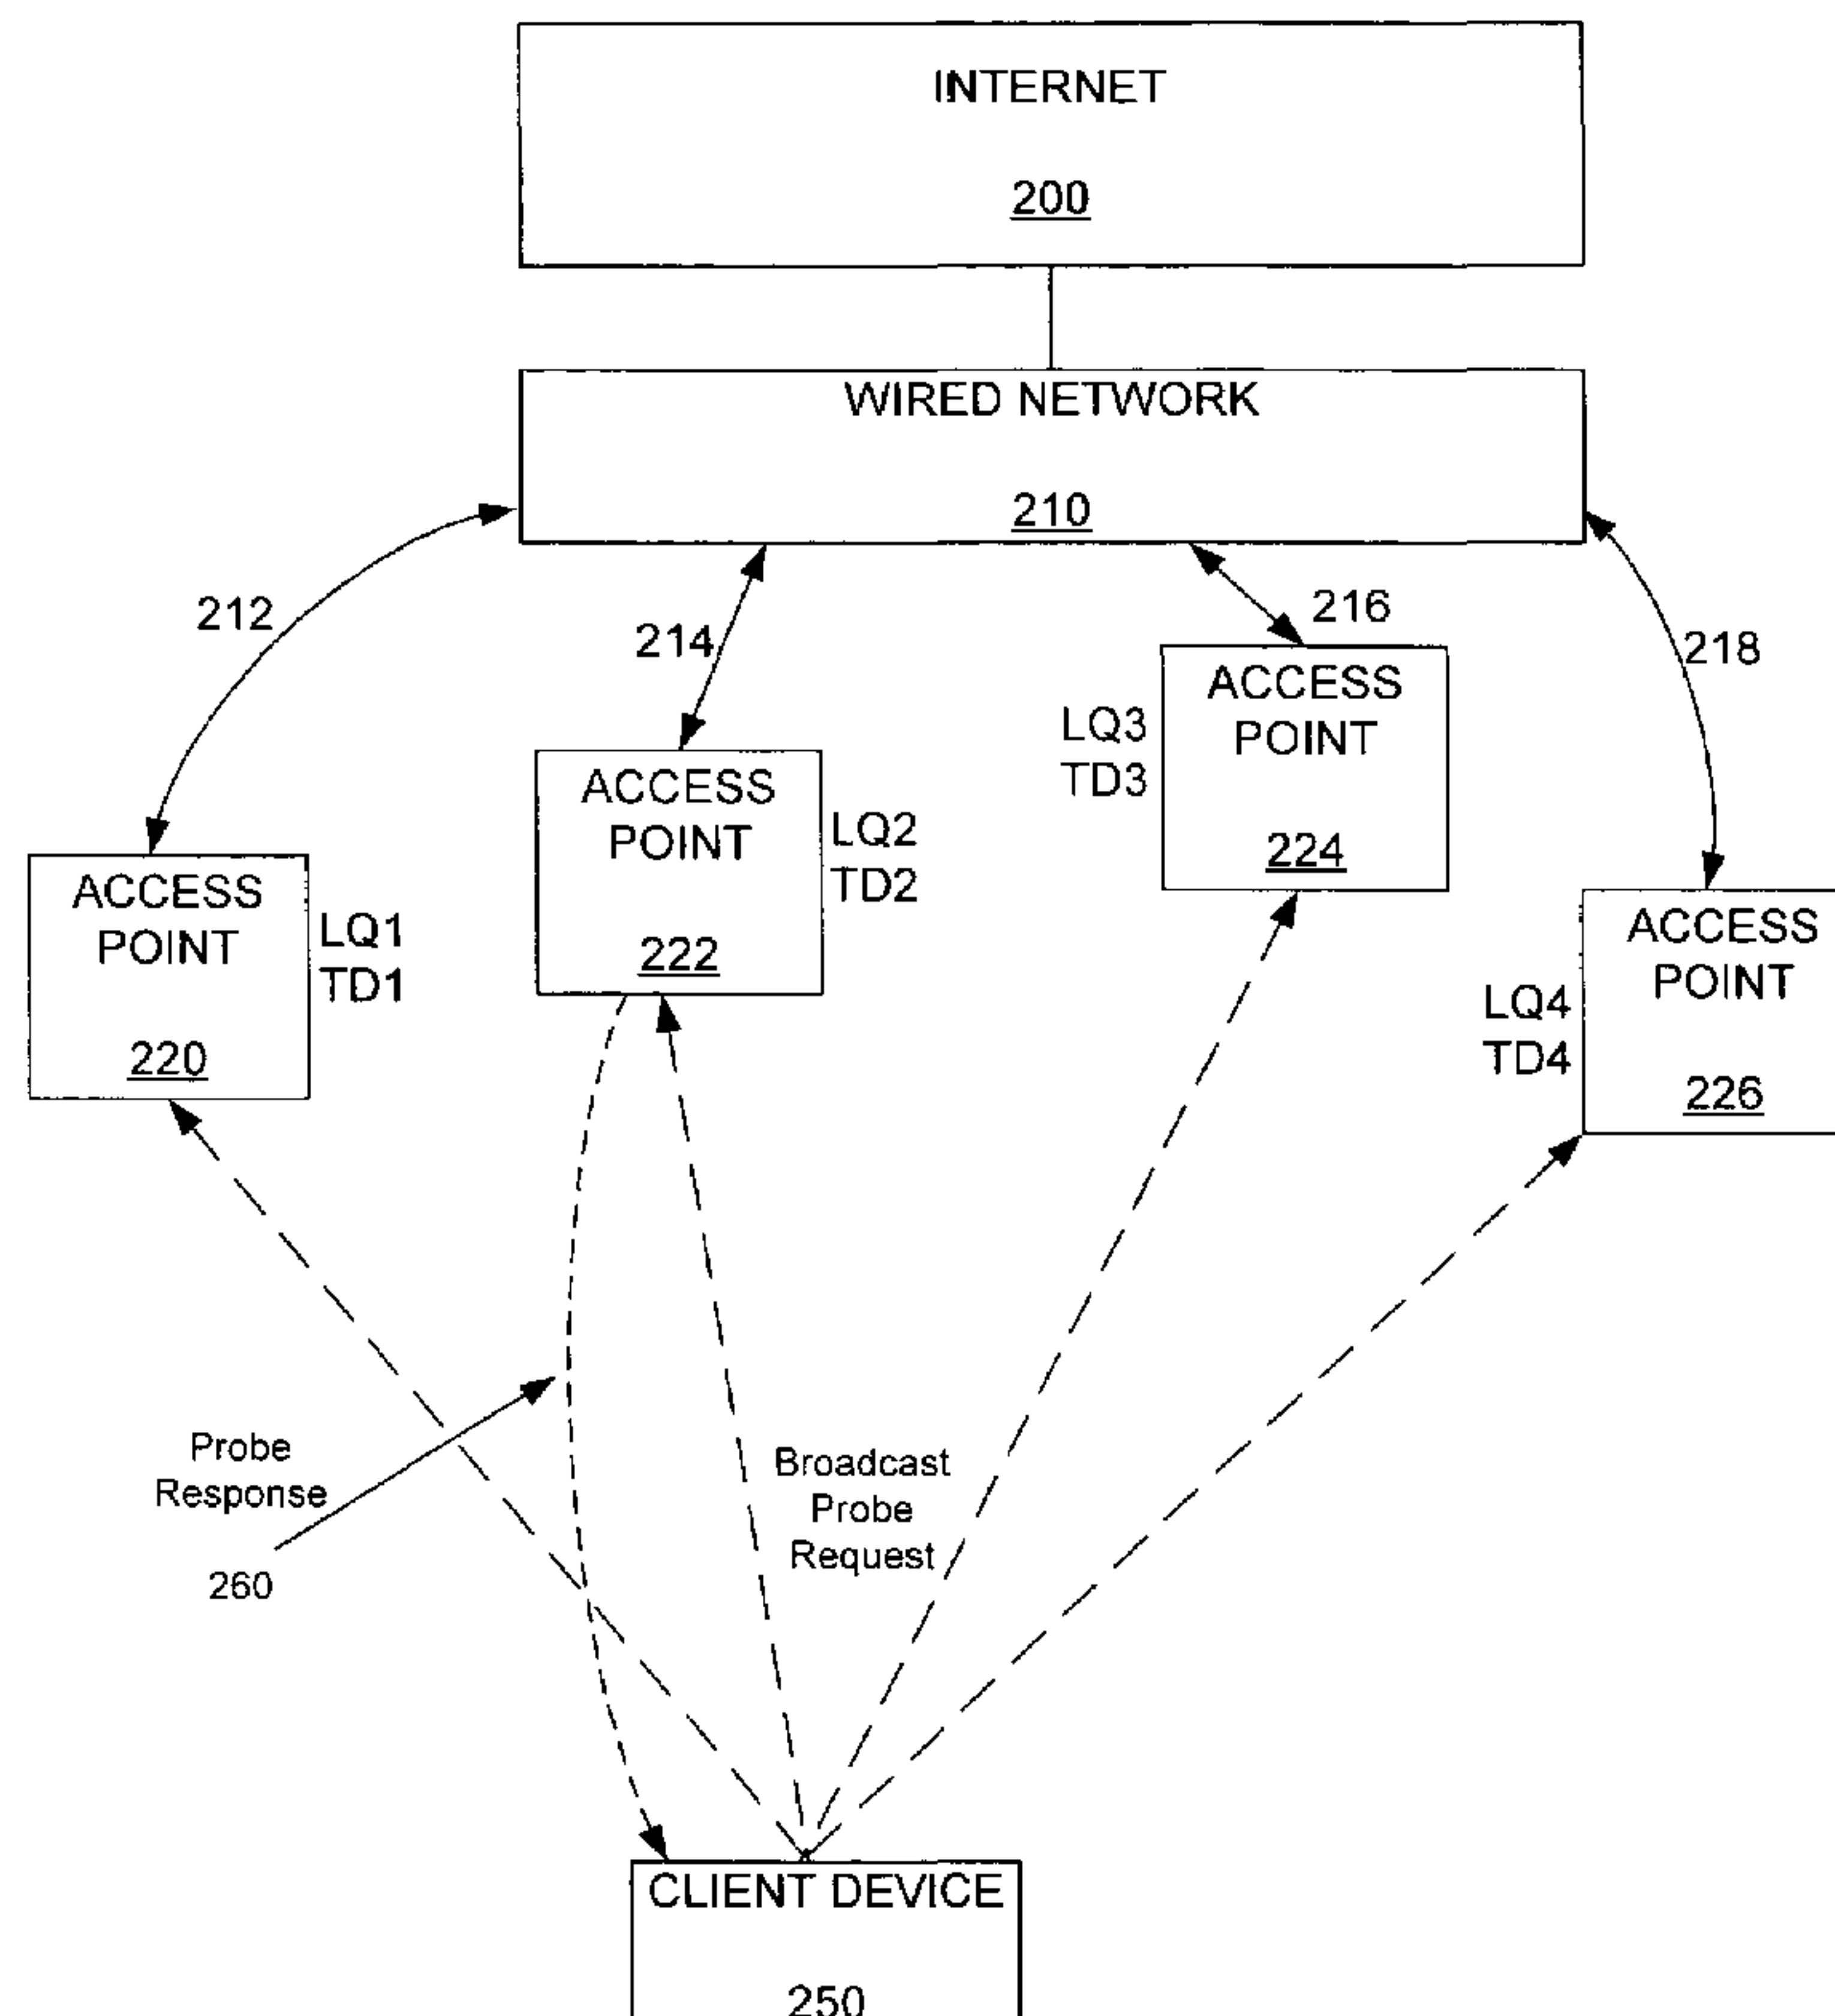 INTERNET
200
WIRED NETWORK
210
212
214
216
218
ACCESS
POINT
224
LQ3
TD3
ACCESS
POINT
222
LQ2
TD2
ACCESS
POINT
220
LQ1
TD1
ACCESS
POINT
226
LQ4
TD4
Probe
Response
260
Broadcast
Probe
Request
CLIENT DEVICE
250